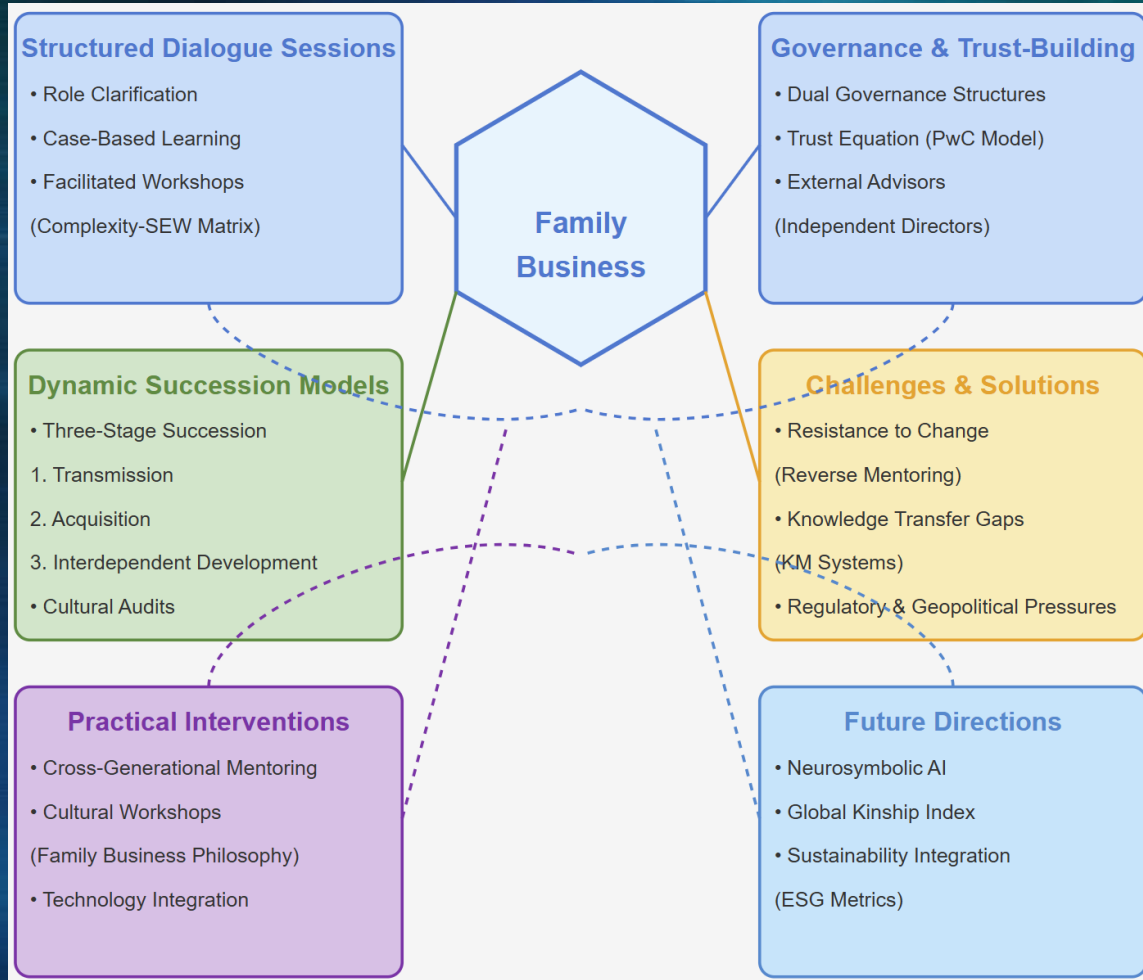 Structured Dialogue Sessions
• Role Clarification
• Case-Based Learning
• Facilitated Workshops
(Complexity-SEW Matrix)
Family
Business
Governance & Trust-Building
• Dual Governance Structures
• Trust Equation (PwC Model)
• External Advisors
(Independent Directors)
Dynamic Succession Models
• Three-Stage Succession
1. Transmission
2. Acquisition
3. Interdependent Development
• Cultural Audits
Challenges & Solutions
• Resistance to Change
(Reverse Mentoring)
• Knowledge Transfer Gaps
(KM Systems)
• Regulatory & Geopolitical Pressures
Practical Interventions
• Cross-Generational Mentoring
• Cultural Workshops
(Family Business Philosophy)
• Technology Integration
Future Directions
• Neurosymbolic AI
• Global Kinship Index
• Sustainability Integration
(ESG Metrics)